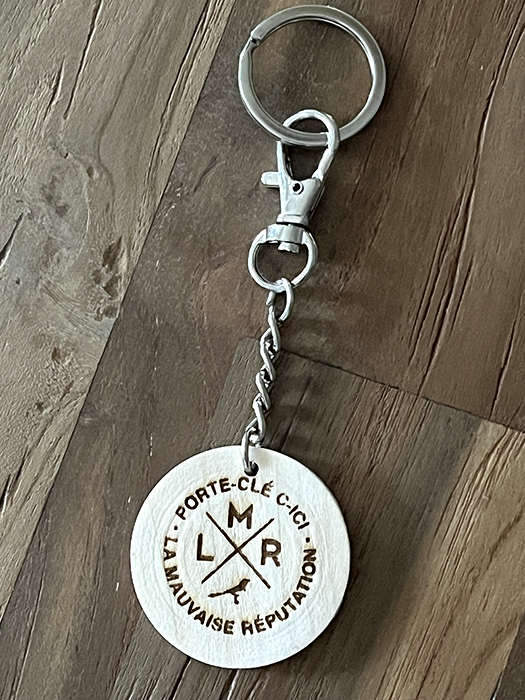 · PORTE-CLÉ C-ICI ·
M
L R
LA MAUVAISE RÉPUTATION